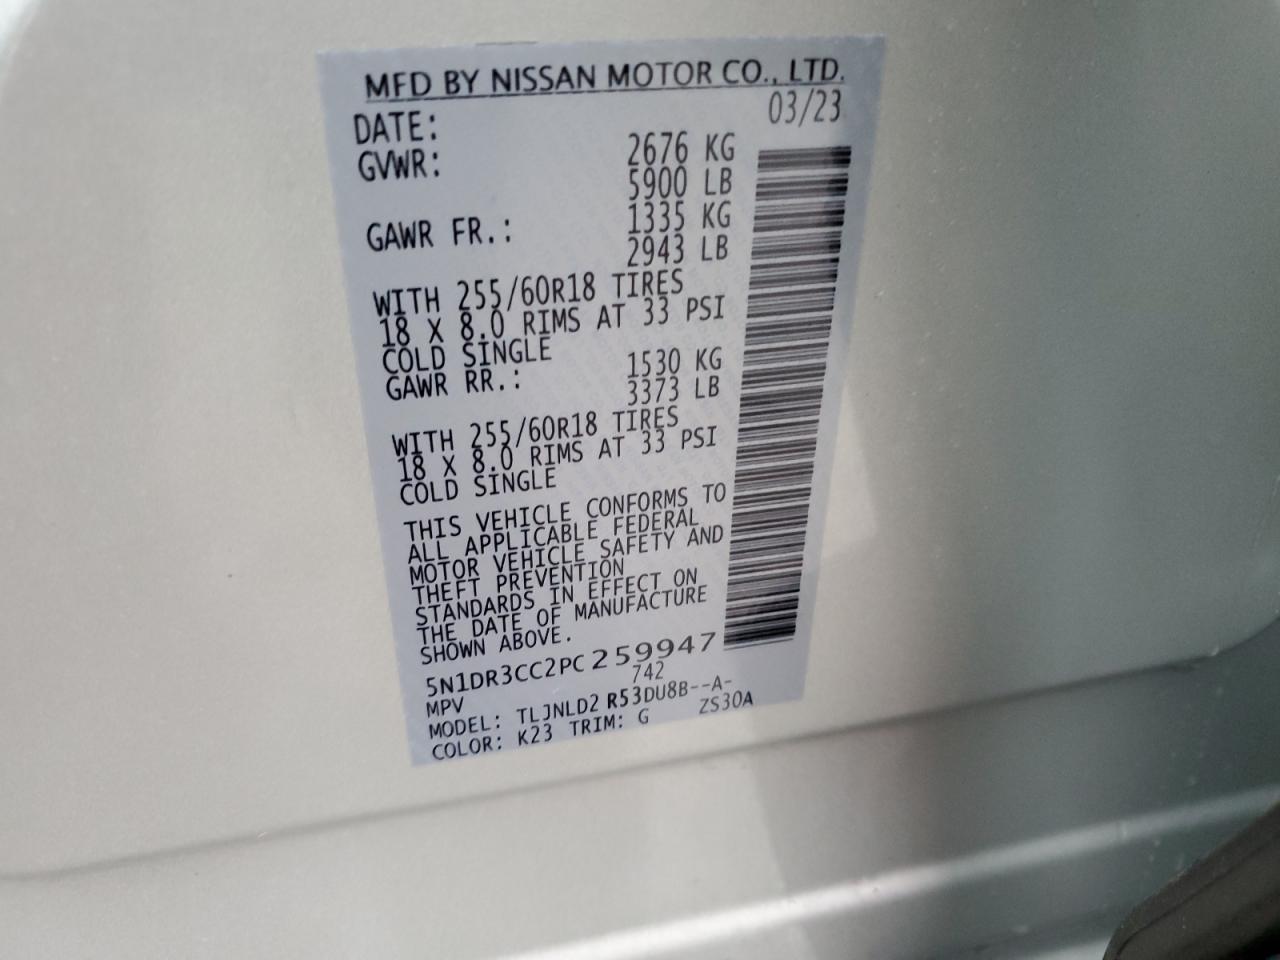 MFD BY NISSAN MOTOR CO., LTD.
DATE: 03/23
GVWR: 2676 KG
5900 LB
GAWR FR.: 1335 KG
2943 LB
WITH 255/60R18 TIRES
18 X 8.0 RIMS AT 33 PSI
COLD SINGLE
GAWR RR.: 1530 KG
3373 LB
WITH 255/60R18 TIRES
18 X 8.0 RIMS AT 33 PSI
COLD SINGLE
THIS VEHICLE CONFORMS TO
ALL APPLICABLE FEDERAL
MOTOR VEHICLE SAFETY AND
THEFT PREVENTION
STANDARDS IN EFFECT ON
THE DATE OF MANUFACTURE
SHOWN ABOVE.
5N1DR3CC2PC259947
MPV 742
MODEL: TLJNLD2 R53DU8B--A-
COLOR: K23 TRIM: G ZS30A